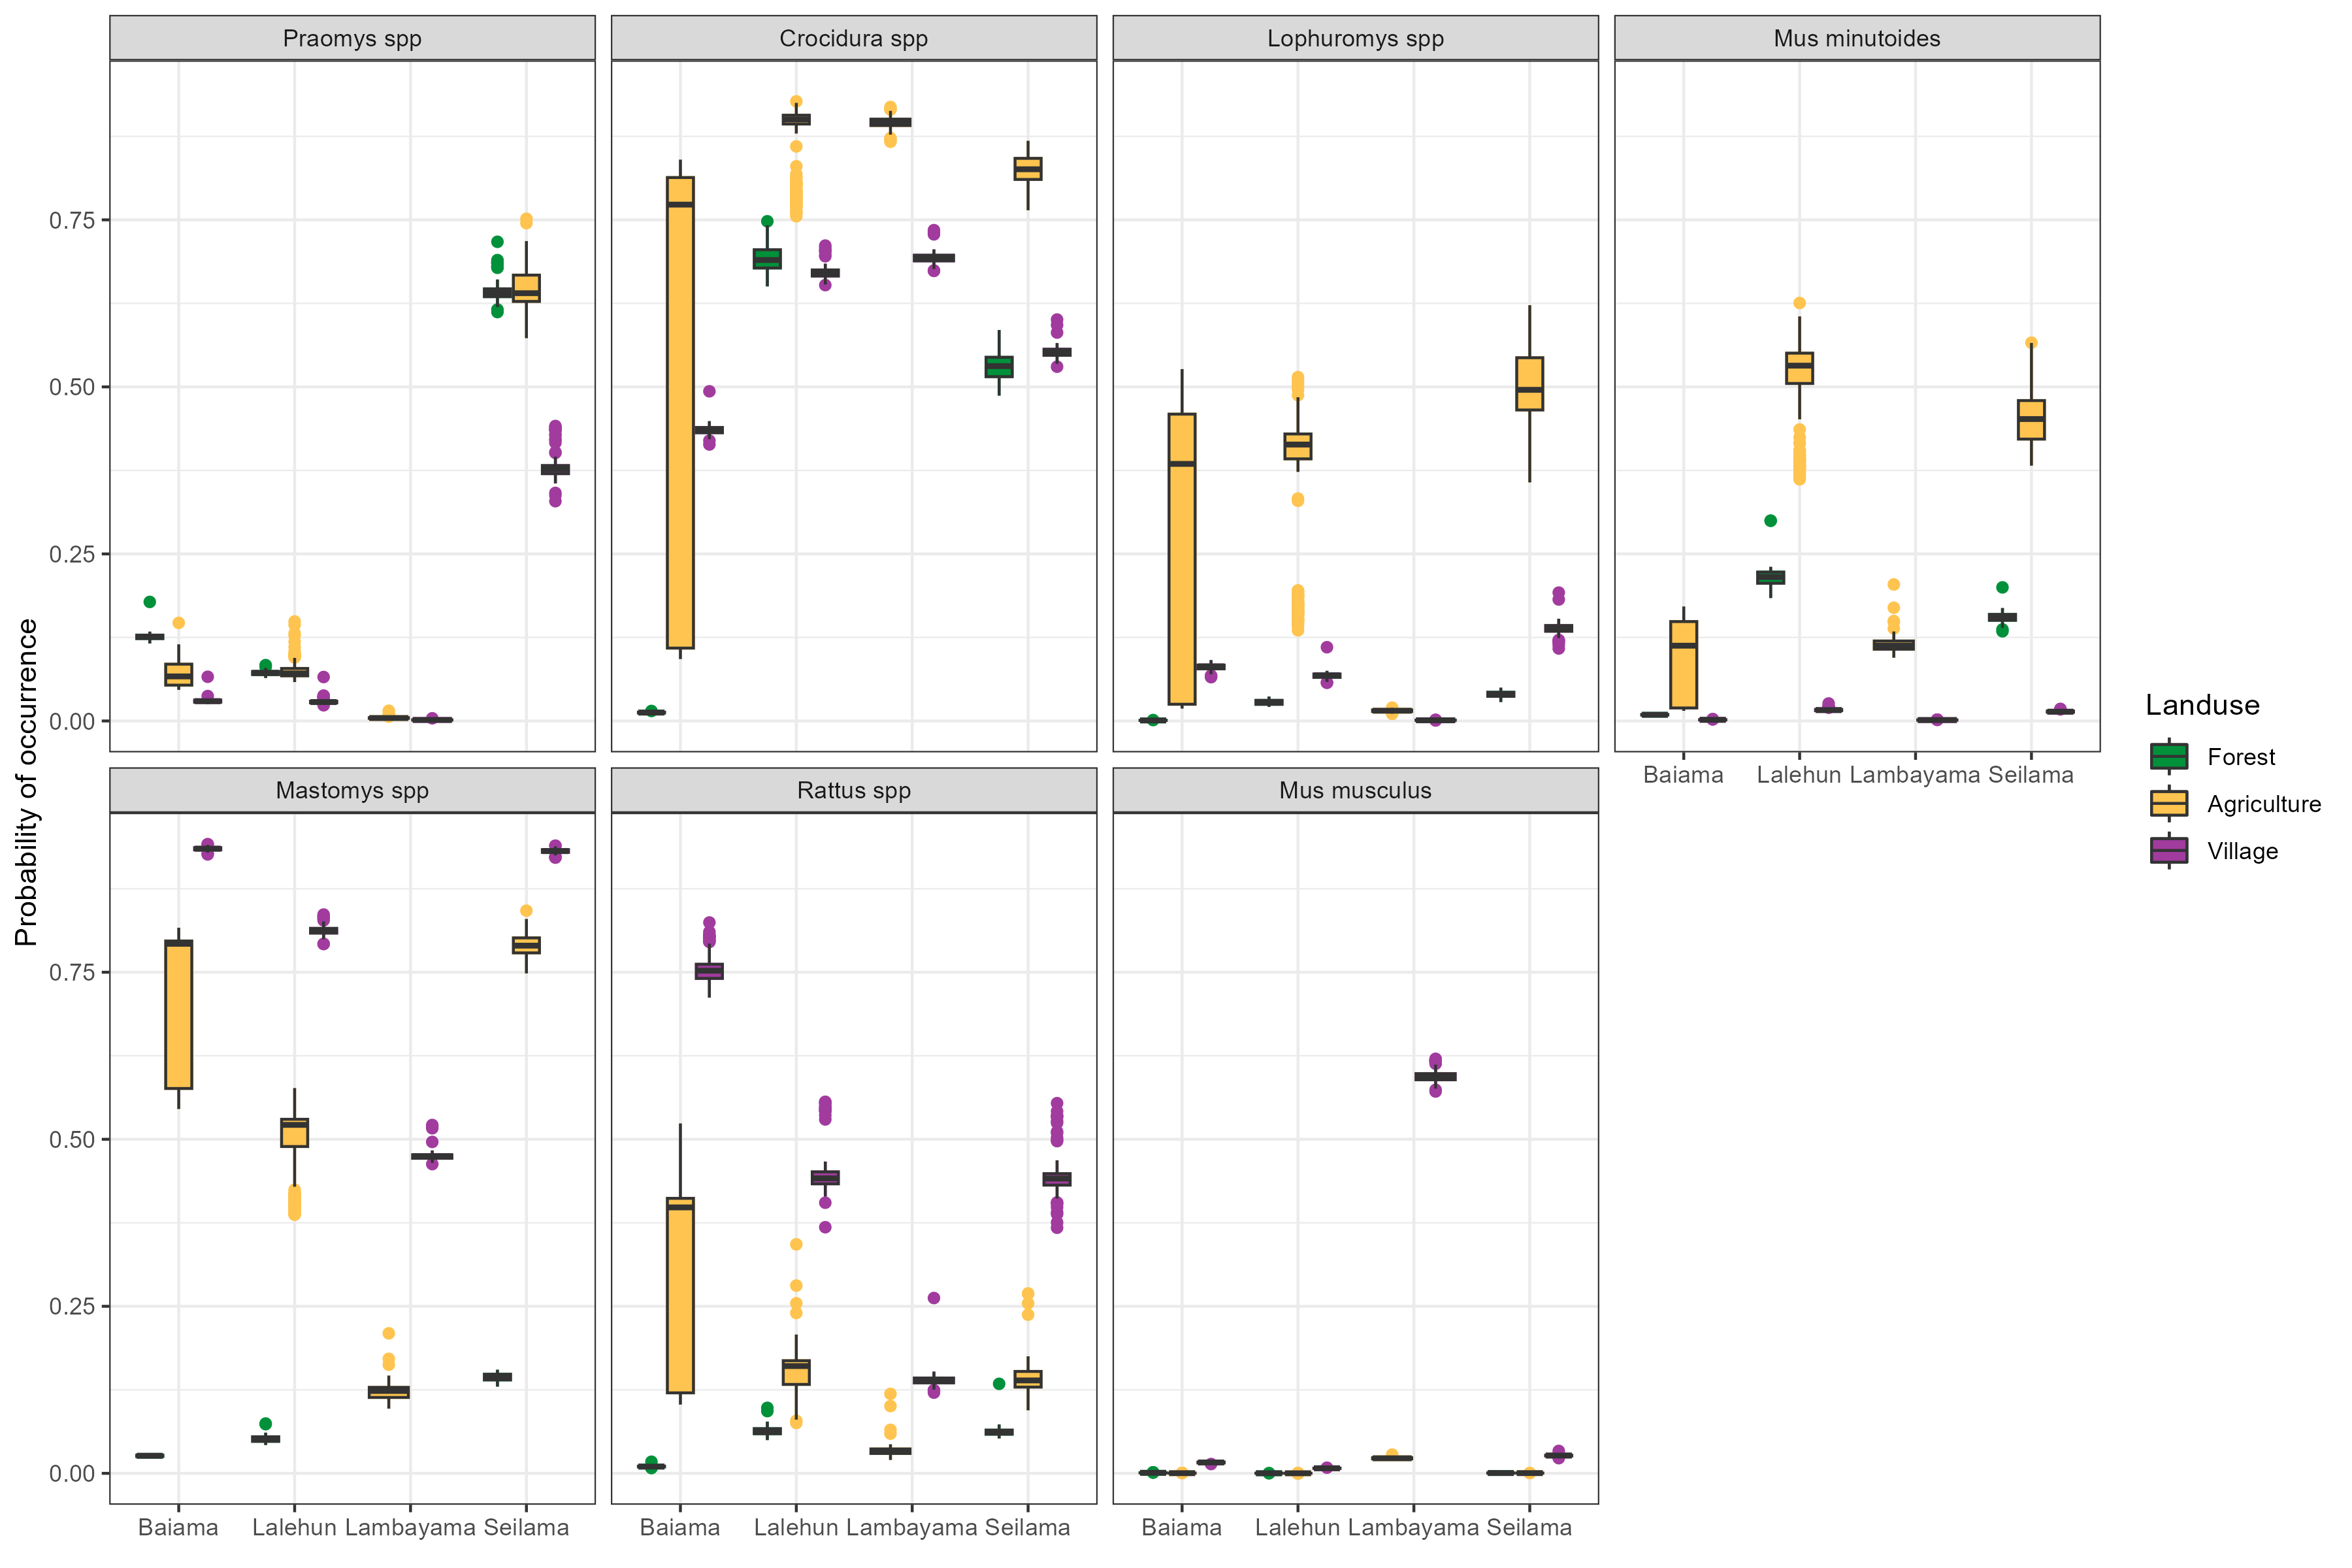 Praomys spp
Crocidura spp
Lophuromys spp
Mus minutoides
0.75
0.50
0.25
0.00
Baiama
Lalehun
Lambayama
Seilama
Probability of occurrence
Landuse
Forest
Agriculture
Village
Mastomys spp
Rattus spp
Mus musculus
0.75
0.50
0.25
0.00
Baiama
Lalehun
Lambayama
Seilama
Baiama
Lalehun
Lambayama
Seilama
Baiama
Lalehun
Lambayama
Seilama